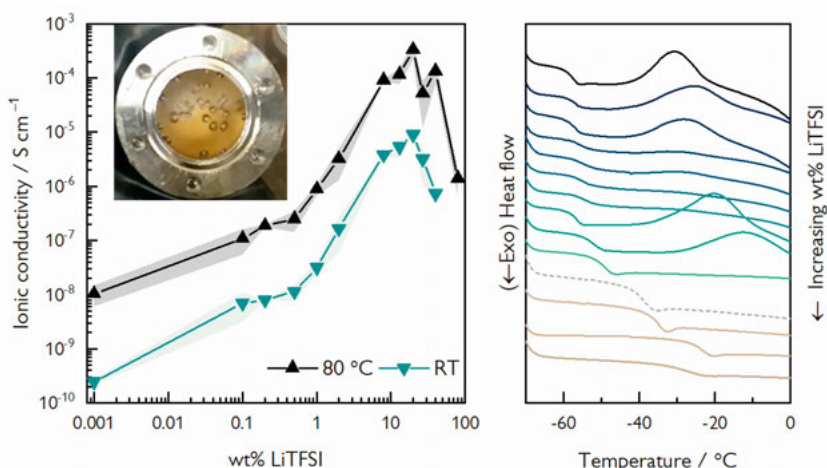 Ionic conductivity / S cm⁻¹
10⁻³
10⁻⁴
10⁻⁵
10⁻⁶
10⁻⁷
10⁻⁸
10⁻⁹
10⁻¹⁰
80 °C
RT
0.001 0.01 0.1 1 10 100
wt% LiTFSI
(←Exo) Heat flow
← Increasing wt% LiTFSI
-60 -40 -20 0
Temperature / °C